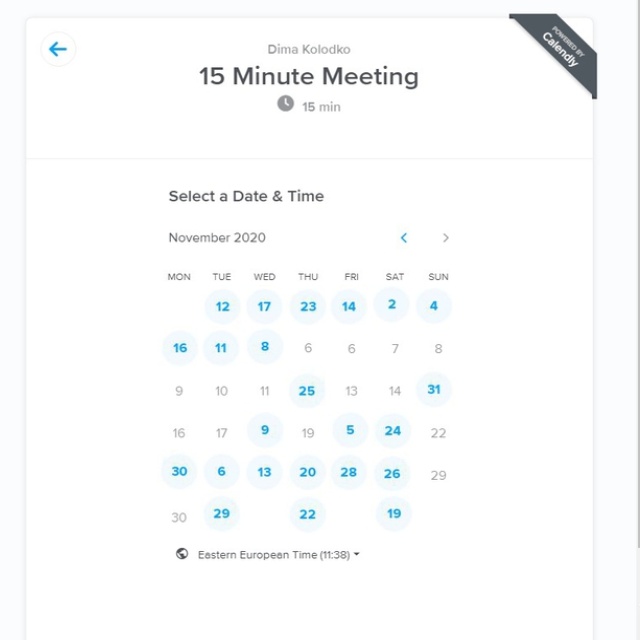 POWERED BY
Calendly
Dima Kolodko
15 Minute Meeting
15 min
Select a Date & Time
November 2020
MON TUE WED THU FRI SAT SUN
12 17 23 14 2 4
16 11 8 6 6 7 8
9 10 11 25 13 14 31
16 17 9 19 5 24 22
30 6 13 20 28 26 29
30 29 22 19
Eastern European Time (11:38)